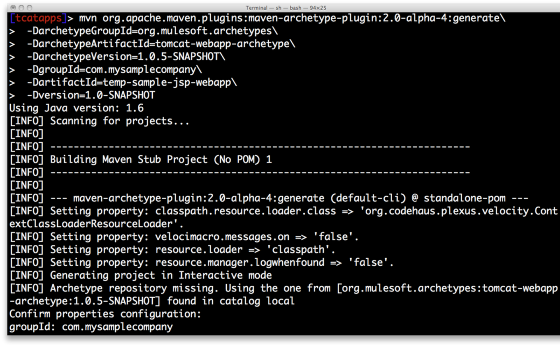 Terminal — sh — bash — 94×25
[tcatapps]> mvn org.apache.maven.plugins:maven-archetype-plugin:2.0-alpha-4:generate\
>  -DarchetypeGroupId=org.mulesoft.archetypes\
>  -DarchetypeArtifactId=tomcat-webapp-archetype\
>  -DarchetypeVersion=1.0.5-SNAPSHOT\
>  -DgroupId=com.mysamplecompany\
>  -DartifactId=temp-sample-jsp-webapp\
>  -Dversion=1.0-SNAPSHOT
Using Java version: 1.6
[INFO] Scanning for projects...
[INFO]
[INFO] ------------------------------------------------------------------------
[INFO] Building Maven Stub Project (No POM) 1
[INFO] ------------------------------------------------------------------------
[INFO]
[INFO] --- maven-archetype-plugin:2.0-alpha-4:generate (default-cli) @ standalone-pom ---
[INFO] Setting property: classpath.resource.loader.class => 'org.codehaus.plexus.velocity.Cont
extClassLoaderResourceLoader'.
[INFO] Setting property: velocimacro.messages.on => 'false'.
[INFO] Setting property: resource.loader => 'classpath'.
[INFO] Setting property: resource.manager.logwhenfound => 'false'.
[INFO] Generating project in Interactive mode
[INFO] Archetype repository missing. Using the one from [org.mulesoft.archetypes:tomcat-webapp
-archetype:1.0.5-SNAPSHOT] found in catalog local
Confirm properties configuration:
groupId: com.mysamplecompany